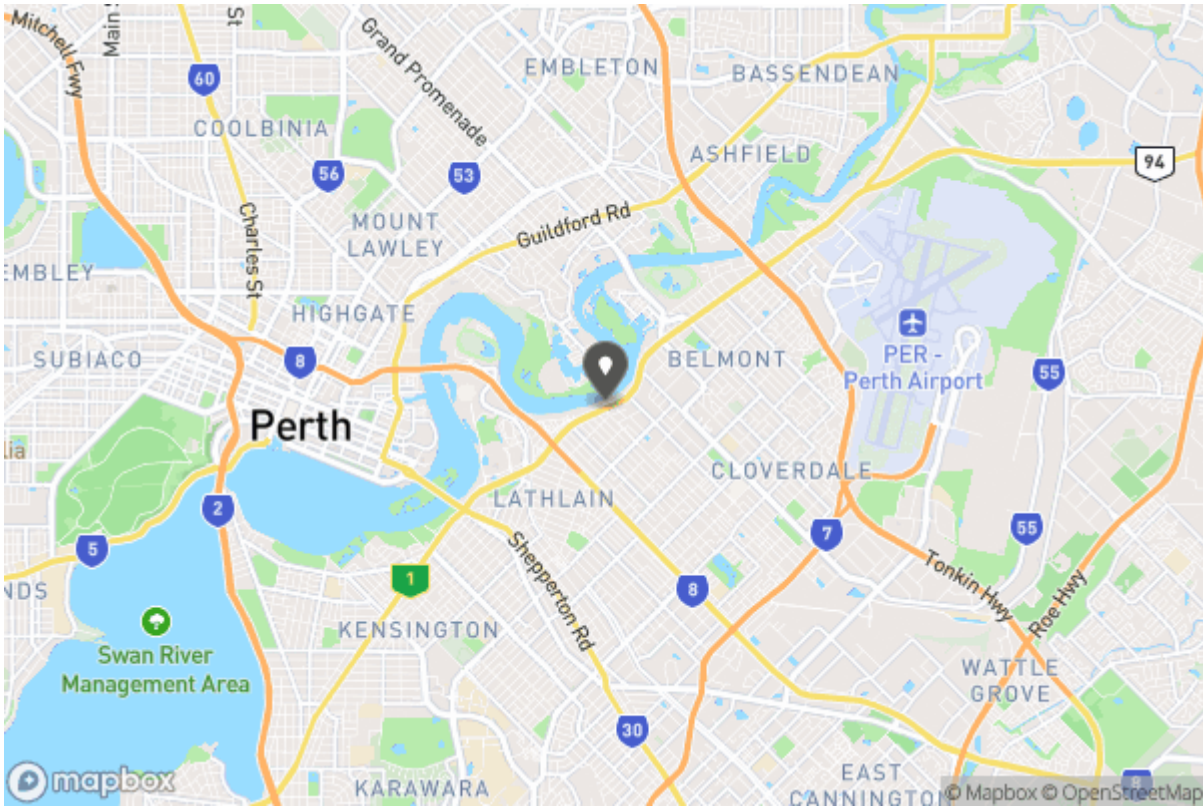 Mitchell Fwy
Main
St
60
Grand Promenade
EMBLETON
BASSENDEAN
COOLBINIA
ASHFIELD
94
56
53
Charles St
MOUNT
LAWLEY
Guildford Rd
EMBLEY
HIGHGATE
SUBIACO
8
BELMONT
PER -
Perth Airport
55
Perth
CLOVERDALE
LATHLAIN
2
5
7
55
Shepperton Rd
Tonkin Hwy
Roe Hwy
1
8
NDS
KENSINGTON
Swan River
Management Area
WATTLE
GROVE
30
KARAWARA
EAST
CANNINGTON
8
mapbox
© Mapbox © OpenStreetMap